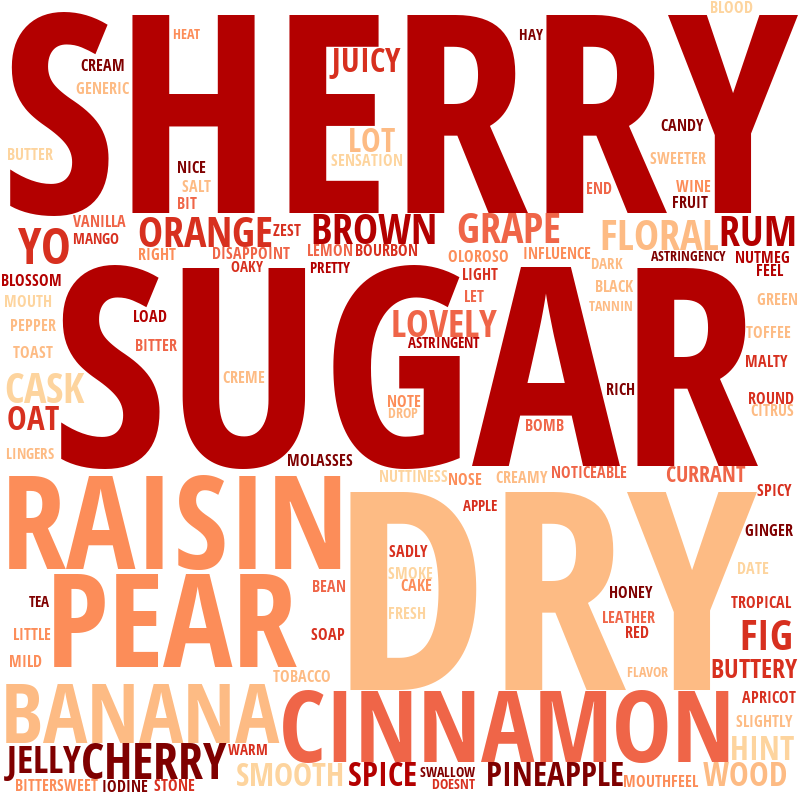 BLOOD
SHERRY
HEAT
HAY
CREAM
JUICY
GENERIC
CANDY
LOT
BUTTER
SENSATION
SWEETER
NICE
SALT
BIT
END
WINE
FRUIT
VANILLA
YO
MANGO
ORANGE
ZEST
BROWN
GRAPE
FLORAL
RUM
RIGHT
DISAPPOINT
LEMON
BOURBON
OLOROSO
INFLUENCE
ASTRINGENCY
NUTMEG
OAKY
PRETTY
DARK
FEEL
BLOSSOM
LIGHT
SUGAR
BLACK
MOUTH
LET
TANNIN
GREEN
PEPPER
LOAD
LOVELY
TOFFEE
TOAST
BITTER
ASTRINGENT
MALTY
CASK
CREME
RICH
NOTE
ROUND
OAT
DROP
CITRUS
BOMB
LINGERS
MOLASSES
NUTTINESS
NOSE
CREAMY
NOTICEABLE
CURRANT
RAISIN
DRY
SPICY
APPLE
GINGER
SADLY
SMOKE
DATE
PEAR
BEAN
CAKE
HONEY
TEA
TROPICAL
FRESH
LEATHER
LITTLE
SOAP
RED
FIG
MILD
TOBACCO
FLAVOR
BUTTERY
BANANA
CINNAMON
APRICOT
SLIGHTLY
JELLY
CHERRY
WARM
HINT
SMOOTH
SPICE
SWALLOW
PINEAPPLE
MOUTHFEEL
WOOD
BITTERSWEET
IODINE
STONE
DOESNT